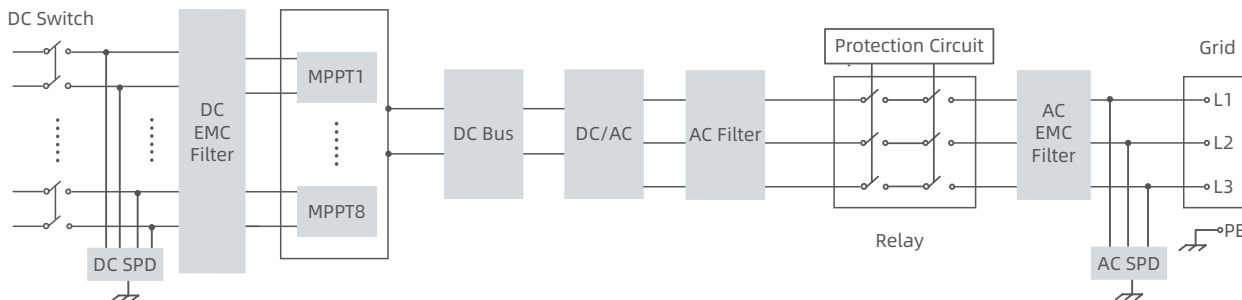 DC Switch
DC
EMC
Filter
MPPT1
MPPT8
DC Bus
DC/AC
AC Filter
Protection Circuit
Relay
AC
EMC
Filter
Grid
L1
L2
L3
PE
DC SPD
AC SPD